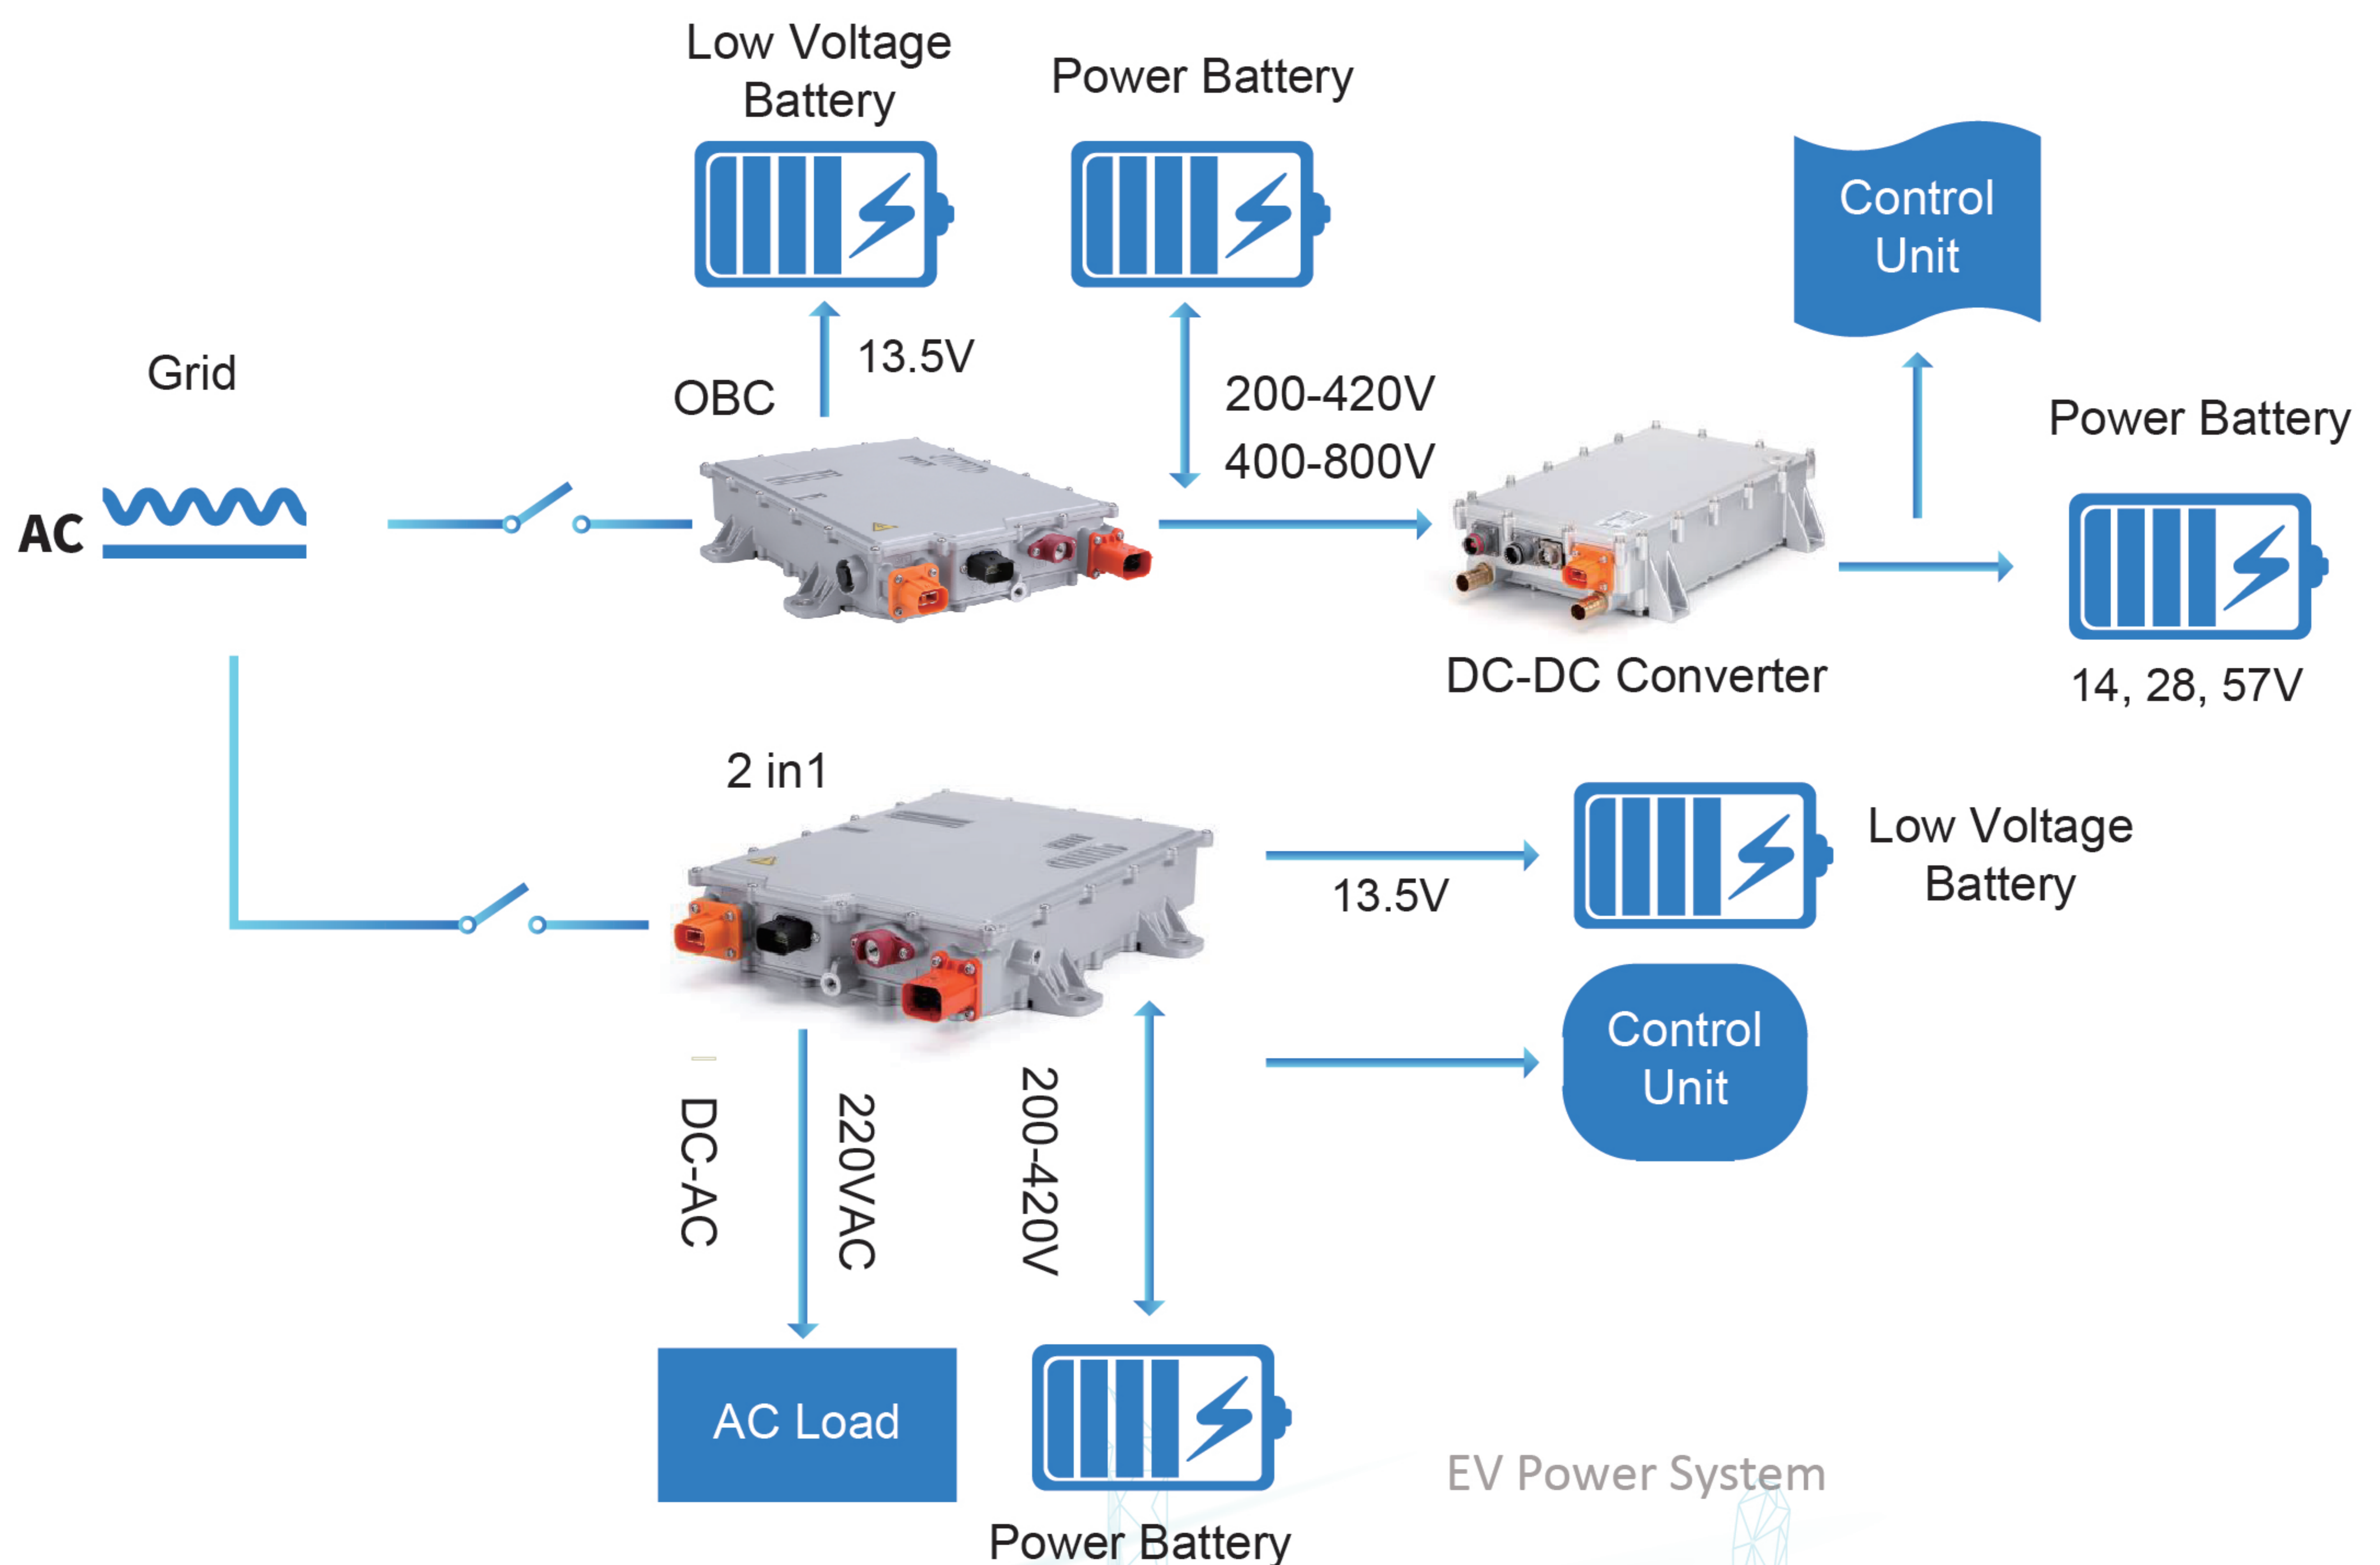 Low Voltage
Battery
Power Battery
Control
Unit
Grid
13.5V
OBC
200-420V
400-800V
Power Battery
AC
DC-DC Converter
14, 28, 57V
2 in1
13.5V
Low Voltage
Battery
Control
Unit
DC-AC
220VAC
200-420V
AC Load
EV Power System
Power Battery